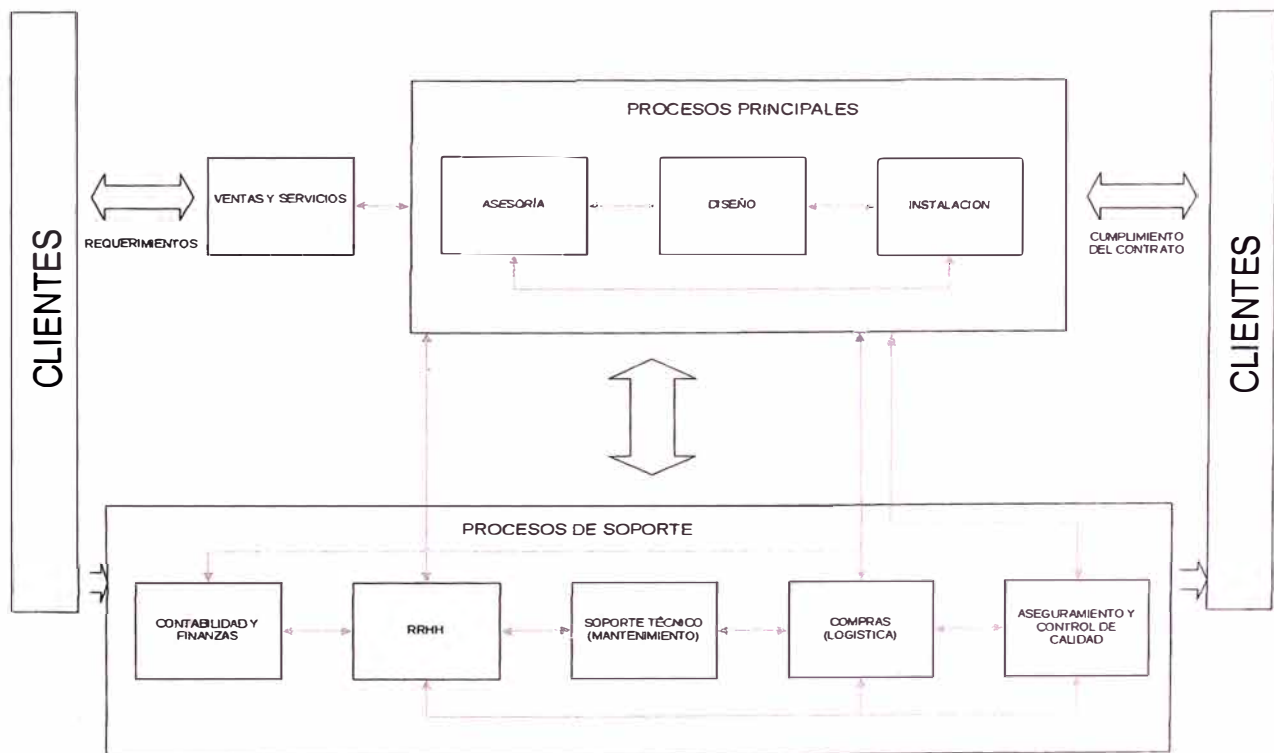 CLIENTES
REQUERIMIENTOS
VENTAS Y SERVICIOS
PROCESOS PRINCIPALES
ASESORÍA
DISEÑO
INSTALACION
CUMPLIMIENTO
DEL CONTRATO
CLIENTES
PROCESOS DE SOPORTE
CONTABILIDAD Y
FINANZAS
RRHH
SOPORTE TÉCNICO
(MANTENIMIENTO)
COMPRAS
(LOGISTICA)
ASEGURAMIENTO Y
CONTROL DE
CALIDAD